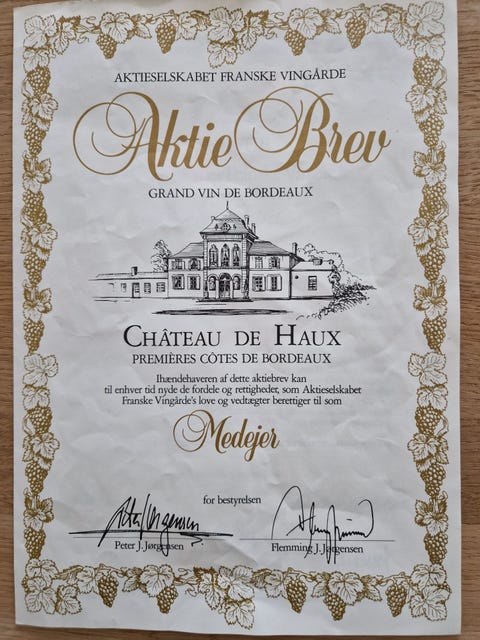 AKTIESELSKABET FRANSKE VINGÅRDE
Aktie Brev
GRAND VIN DE BORDEAUX
CHÂTEAU DE HAUX
PREMIÈRES CÔTES DE BORDEAUX
Ihændehaveren af dette aktiebrev kan
til enhver tid nyde de fordele og rettigheder, som Aktieselskabet
Franske Vingårde's love og vedtægter berettiger til som
Medejer
for bestyrelsen
Peter J. Jørgensen
Flemming J. Jørgensen